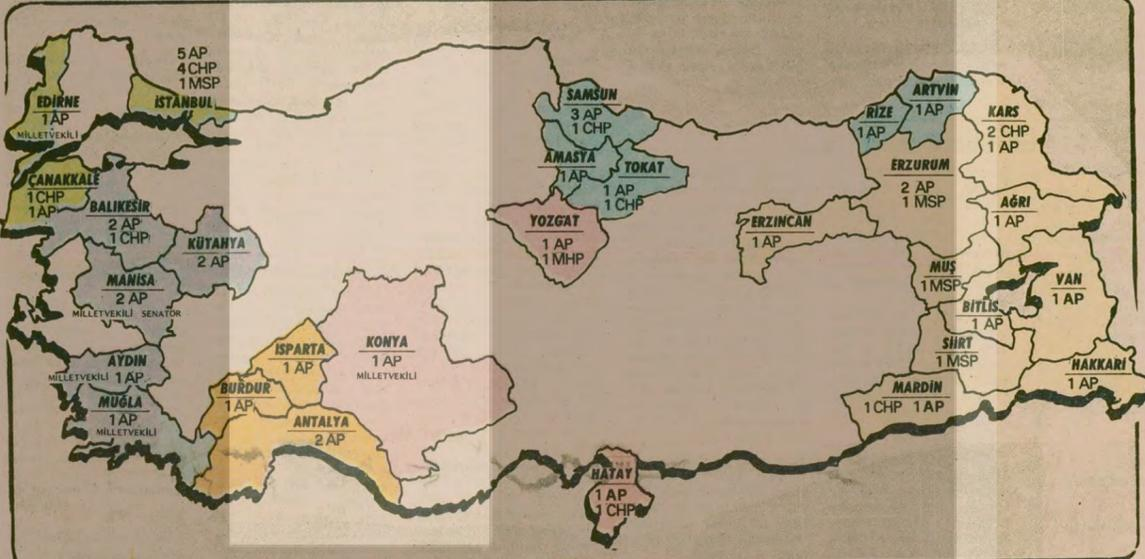 EDİRNE
1 AP
MİLLETVEKİLİ
5 AP
4 CHP
1 MSP
İSTANBUL
ÇANAKKALE
1 CHP
1 AP
BALIKESİR
2 AP
1 CHP
KÜTAHYA
2 AP
MANİSA
2 AP
MİLLETVEKİLİ SENATÖR
AYDIN
MİLLETVEKİLİ 1 AP
MUĞLA
1 AP
MİLLETVEKİLİ
ISPARTA
1 AP
BURDUR
1 AP
ANTALYA
2 AP
KONYA
1 AP
MİLLETVEKİLİ
SAMSUN
3 AP
1 CHP
AMASYA
1 AP
TOKAT
1 AP
1 CHP
YOZGAT
1 AP
1 MHP
HATAY
1 AP
1 CHP
ERZİNCAN
1 AP
RİZE
1 AP
ARTVİN
1 AP
KARS
2 CHP
1 AP
ERZURUM
2 AP
1 MSP
AĞRI
1 AP
MUŞ
1 MSP
BİTLİS
1 AP
VAN
1 AP
SİİRT
1 MSP
HAKKARİ
1 AP
MARDİN
1 CHP 1 AP